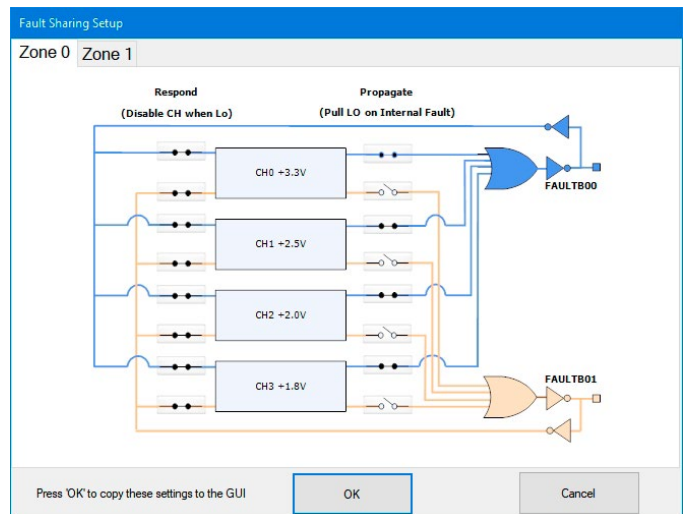 Fault Sharing Setup
Zone 0 Zone 1
Respond
(Disable CH when Lo)
Propagate
(Pull LO on Internal Fault)
CH0 +3.3V
FAULTB00
CH1 +2.5V
CH2 +2.0V
CH3 +1.8V
FAULTB01
Press 'OK' to copy these settings to the GUI
OK
Cancel